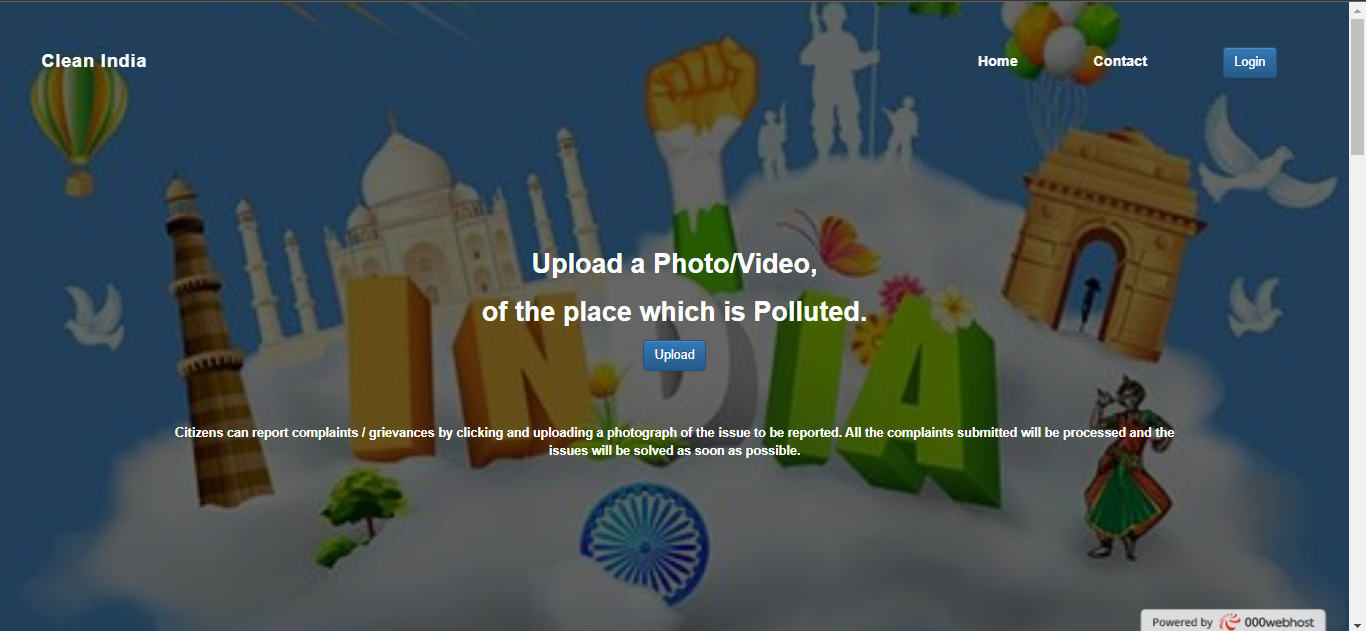 Clean India
Home
Contact
Login
INDIA
Upload a Photo/Video,
of the place which is Polluted.
Upload
Citizens can report complaints / grievances by clicking and uploading a photograph of the issue to be reported. All the complaints submitted will be processed and the
issues will be solved as soon as possible.
Powered by 000webhost